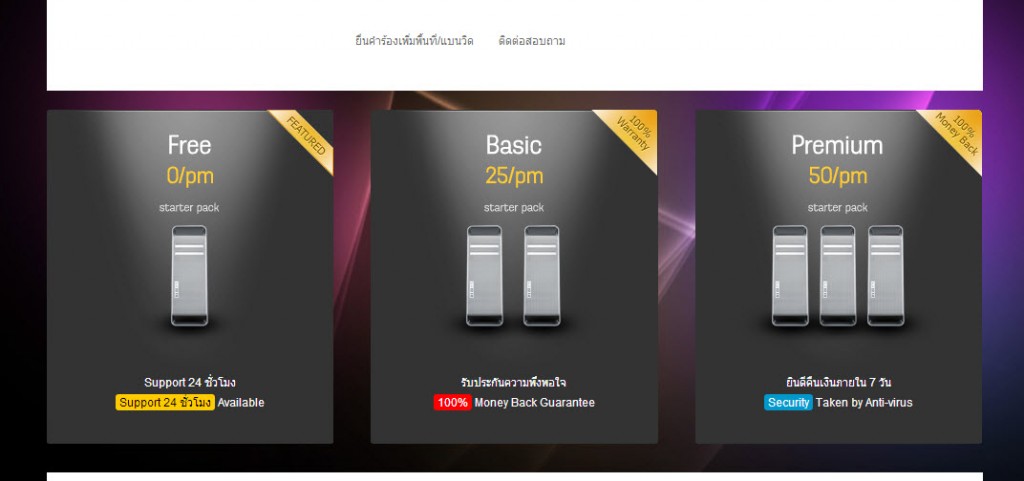 ยื่นคำร้องเพิ่มพื้นที่/แบนวิด ติดต่อสอบถาม
FEATURED
Free
0/pm
starter pack
Support 24 ชั่วโมง
Support 24 ชั่วโมง Available
100%
Warranty
Basic
25/pm
starter pack
รับประกันความพึงพอใจ
100% Money Back Guarantee
100%
Money Back
Premium
50/pm
starter pack
ยินดีคืนเงินภายใน 7 วัน
Security Taken by Anti-virus